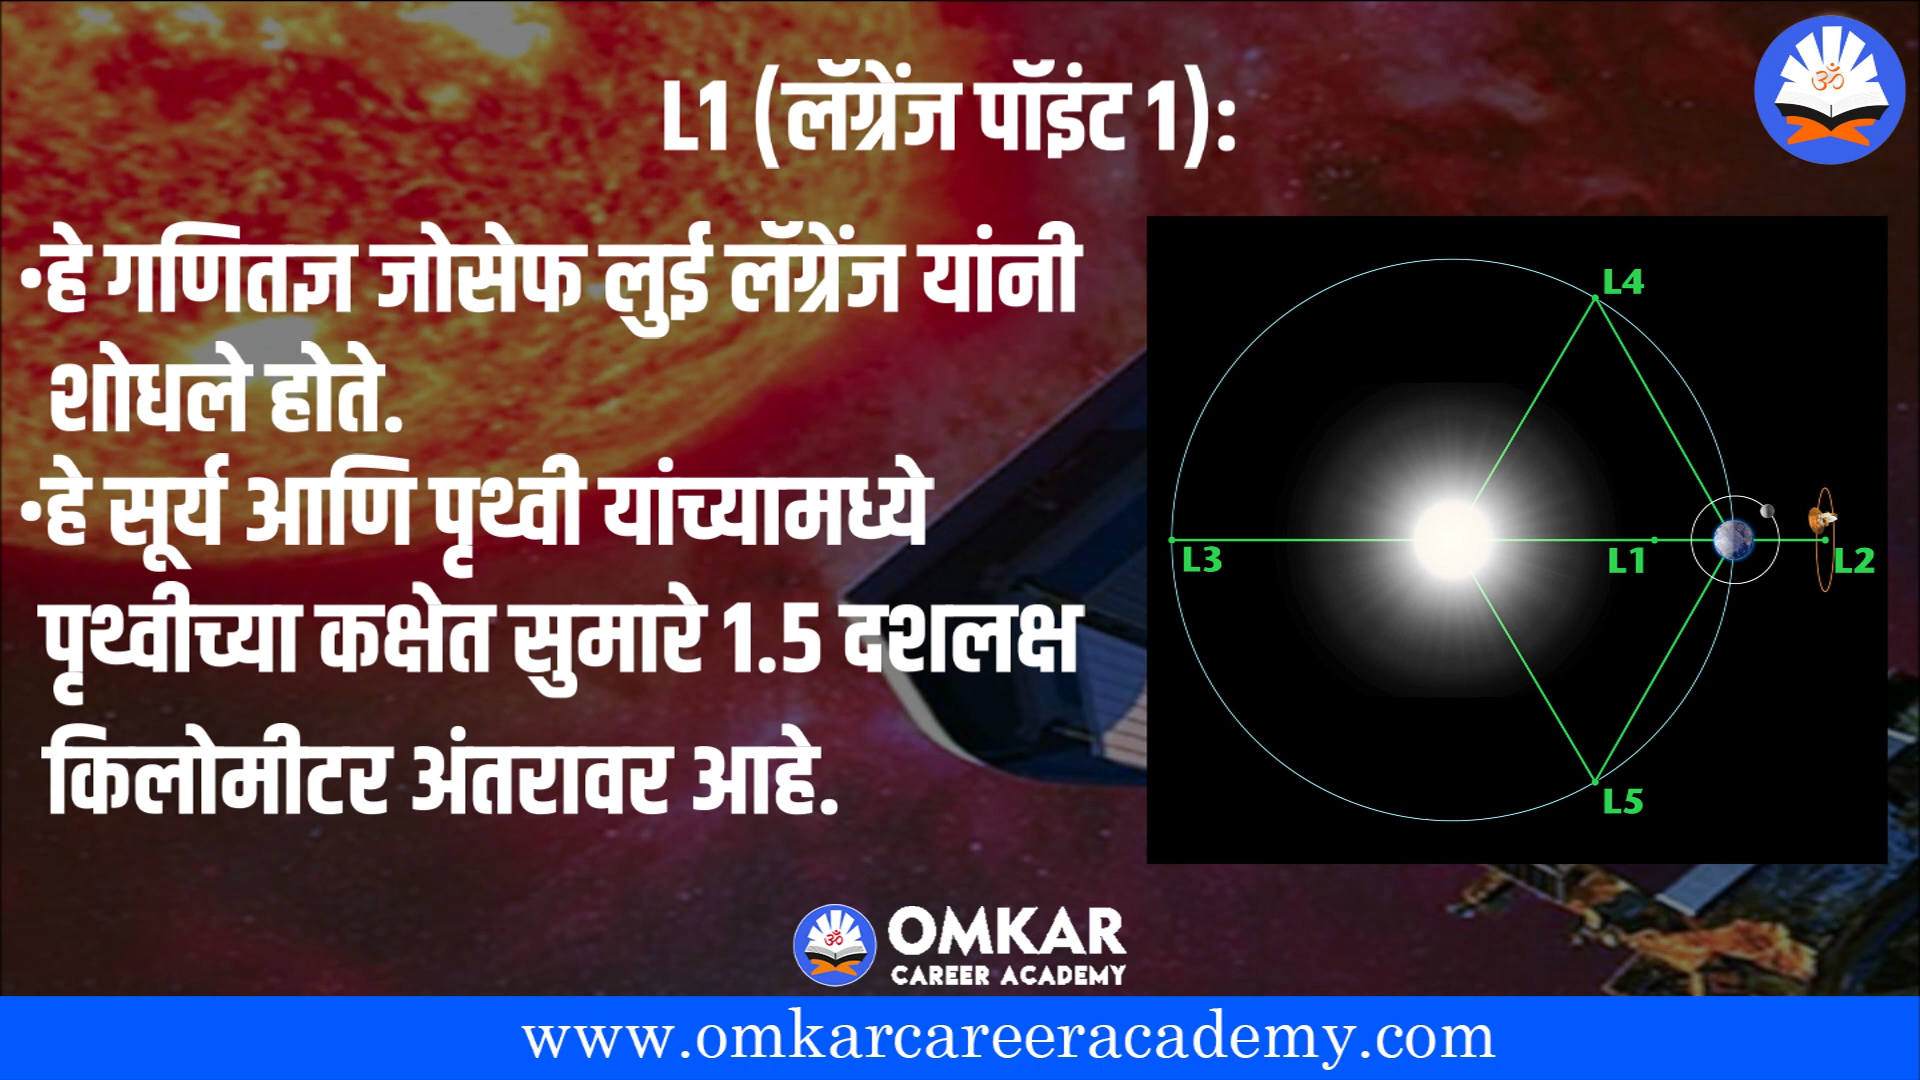 L1 (लॅग्रेंज पॉइंट 1):
•हे गणितज्ञ जोसेफ लुई लॅग्रेंज यांनी
शोधले होते.
•हे सूर्य आणि पृथ्वी यांच्यामध्ये
पृथ्वीच्या कक्षेत सुमारे 1.5 दशलक्ष
किलोमीटर अंतरावर आहे.
L4
L3
L1
L2
L5
ॐ
ॐ
OMKAR
CAREER ACADEMY
www.omkarcareeracademy.com